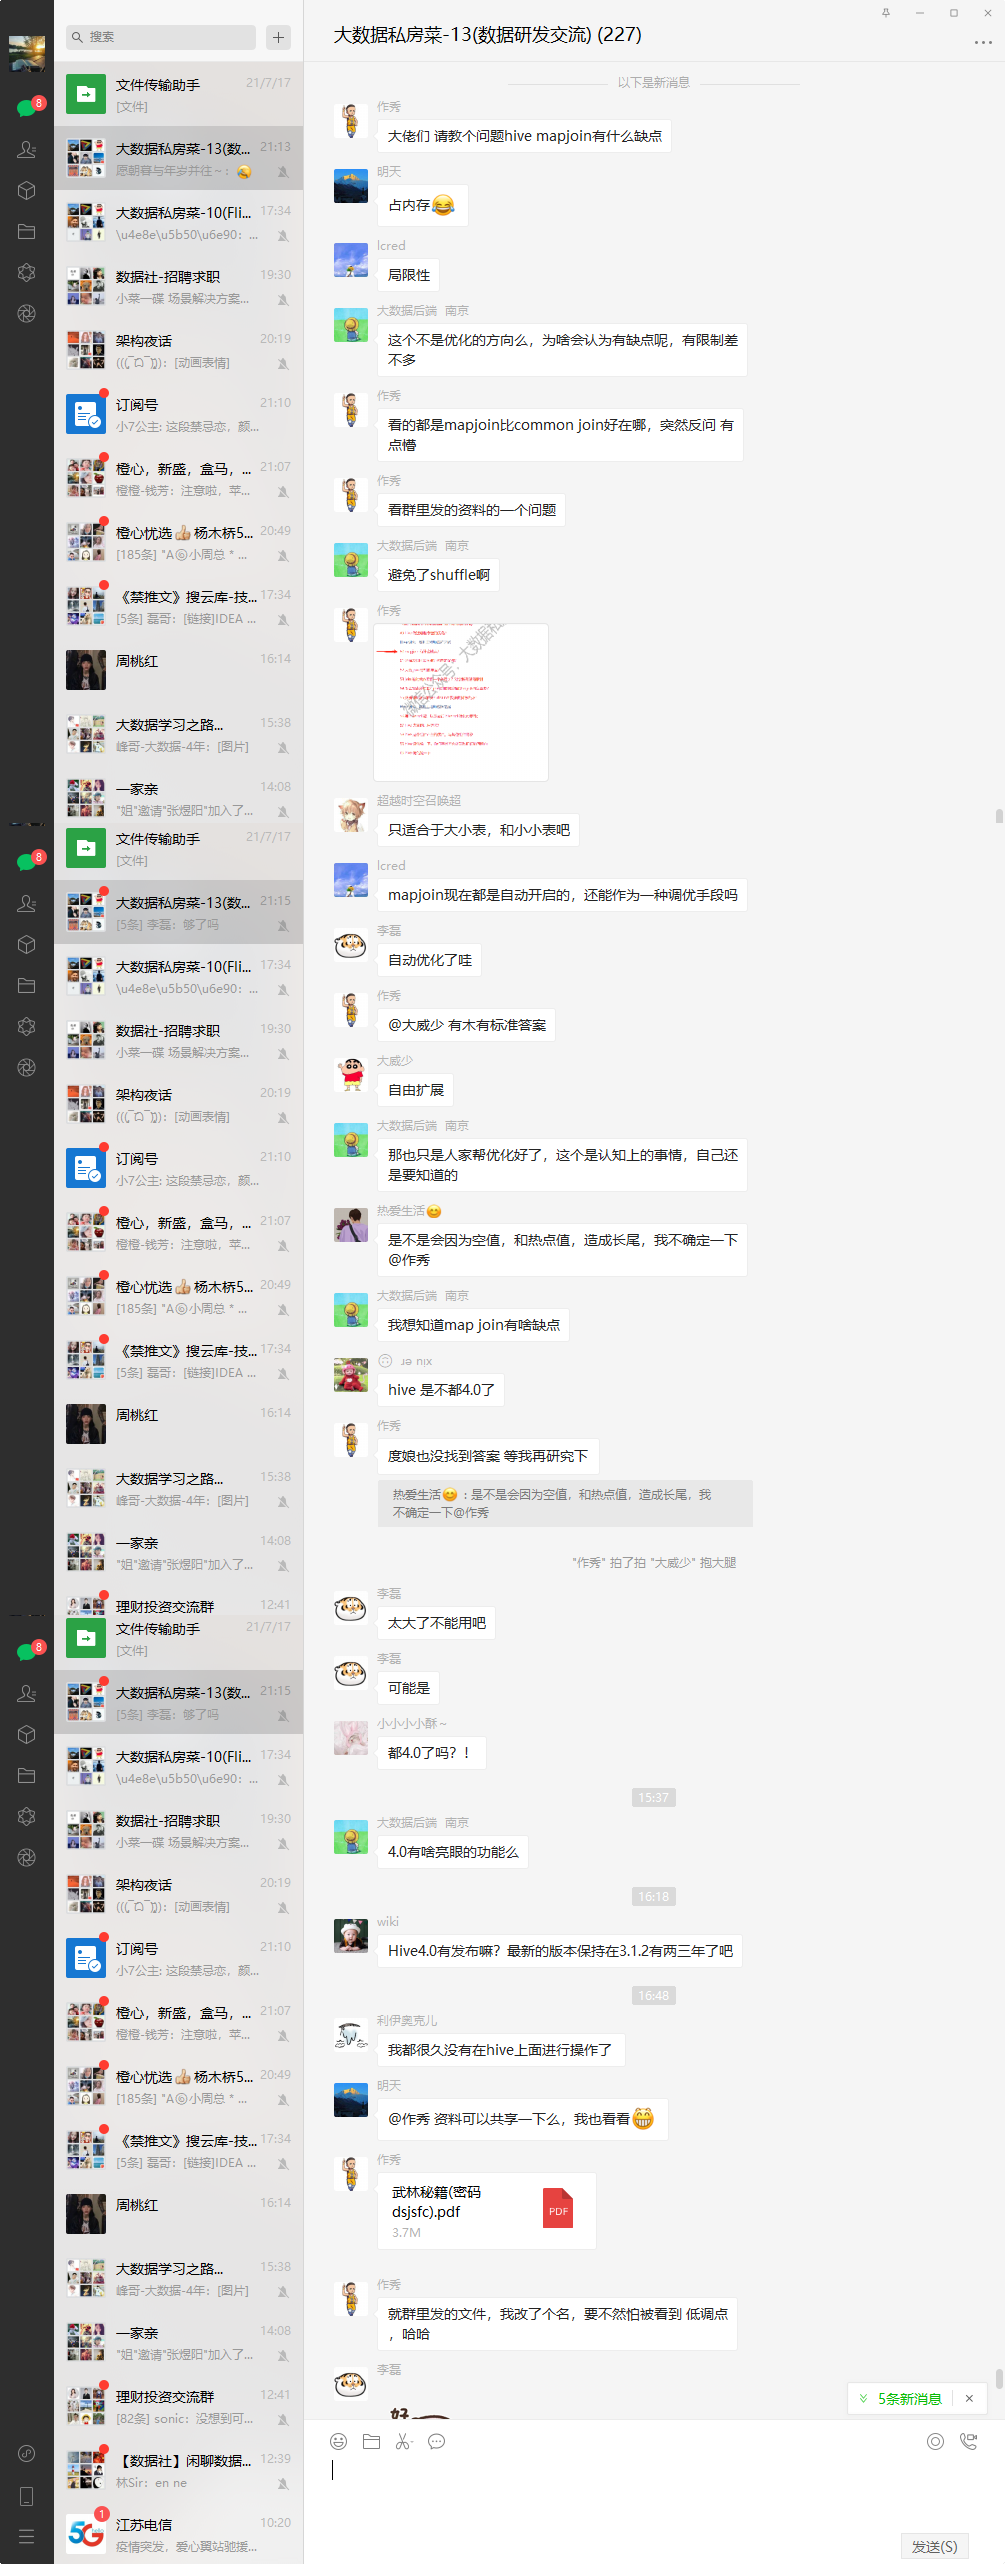 搜索
文件传输助手
21/7/17
[文件]
大数据私房菜-13(数...
21:13
愿朝暮与年岁并往~:
大数据私房菜-10(Fli...
17:34
\u4e8e\u5b50\u6e90: ...
数据社-招聘求职
19:30
小菜一碟 场景解决方案...
架构夜话
20:19
[动画表情]
订阅号
21:10
小7公主: 这段禁忌恋，颜...
橙心，新盛，盒马，...
21:07
橙橙-钱芳：注意啦，苹...
橙心优选👍杨木桥5...
20:49
[185条] "A㊝小周总 * ...
《禁推文》搜云库-技...
17:34
[5条] 磊哥：[链接]IDEA ...
周桃红
16:14
大数据学习之路...
15:38
峰哥-大数据-4年：[图片]
一家亲
14:08
"姐"邀请"张煜阳"加入了...
文件传输助手
21/7/17
[文件]
大数据私房菜-13(数...
21:15
[5条] 李磊：够了吗
大数据私房菜-10(Fli...
17:34
\u4e8e\u5b50\u6e90: ...
数据社-招聘求职
19:30
小菜一碟 场景解决方案...
架构夜话
20:19
[动画表情]
订阅号
21:10
小7公主: 这段禁忌恋，颜...
橙心，新盛，盒马，...
21:07
橙橙-钱芳：注意啦，苹...
橙心优选👍杨木桥5...
20:49
[185条] "A㊝小周总 * ...
《禁推文》搜云库-技...
17:34
[5条] 磊哥：[链接]IDEA ...
周桃红
16:14
大数据学习之路...
15:38
峰哥-大数据-4年：[图片]
一家亲
14:08
"姐"邀请"张煜阳"加入了...
理财投资交流群
12:41
文件传输助手
21/7/17
[文件]
大数据私房菜-13(数...
21:15
[5条] 李磊：够了吗
大数据私房菜-10(Fli...
17:34
\u4e8e\u5b50\u6e90: ...
数据社-招聘求职
19:30
小菜一碟 场景解决方案...
架构夜话
20:19
[动画表情]
订阅号
21:10
小7公主: 这段禁忌恋，颜...
橙心，新盛，盒马，...
21:07
橙橙-钱芳：注意啦，苹...
橙心优选👍杨木桥5...
20:49
[185条] "A㊝小周总 * ...
《禁推文》搜云库-技...
17:34
[5条] 磊哥：[链接]IDEA ...
周桃红
16:14
大数据学习之路...
15:38
峰哥-大数据-4年：[图片]
一家亲
14:08
"姐"邀请"张煜阳"加入了...
理财投资交流群
12:41
[82条] sonic：没想到可...
【数据社】闲聊数据...
12:39
林Sir：en ne
江苏电信
10:20
疫情突发，爱心翼站驰援...
大数据私房菜-13(数据研发交流) (227)
以下是新消息
作秀
大佬们 请教个问题hive mapjoin有什么缺点
明天
占内存😂
lcred
局限性
大数据后端 南京
这个不是优化的方向么，为啥会认为有缺点呢，有限制差
不多
作秀
看的都是mapjoin比common join好在哪，突然反问 有
点懵
作秀
看群里发的资料的一个问题
大数据后端 南京
避免了shuffle啊
作秀
超越时空召唤超
只适合于大小表，和小小表吧
lcred
mapjoin现在都是自动开启的，还能作为一种调优手段吗
李磊
自动优化了哇
作秀
@大威少 有木有标准答案
大威少
自由扩展
大数据后端 南京
那也只是人家帮优化好了，这个是认知上的事情，自己还
是要知道的
热爱生活😊
是不是会因为空值，和热点值，造成长尾，我不确定一下
@作秀
大数据后端 南京
我想知道map join有啥缺点
hive 是不都4.0了
作秀
度娘也没找到答案 等我再研究下
热爱生活😊：是不是会因为空值，和热点值，造成长尾，我
不确定一下@作秀
"作秀" 拍了拍 "大威少" 抱大腿
李磊
太大了不能用吧
李磊
可能是
小小小小酥~
都4.0了吗？！
15:37
大数据后端 南京
4.0有啥亮眼的功能么
16:18
wiki
Hive4.0有发布嘛？最新的版本保持在3.1.2有两三年了吧
16:48
利伊奥克儿
我都很久没有在hive上面进行操作了
明天
@作秀 资料可以共享一下么，我也看看😁
作秀
武林秘籍(密码
dsjsfc).pdf
3.7M
PDF
作秀
就群里发的文件，我改了个名，要不然怕被看到 低调点
，哈哈
李磊
好
5条新消息
发送(S)